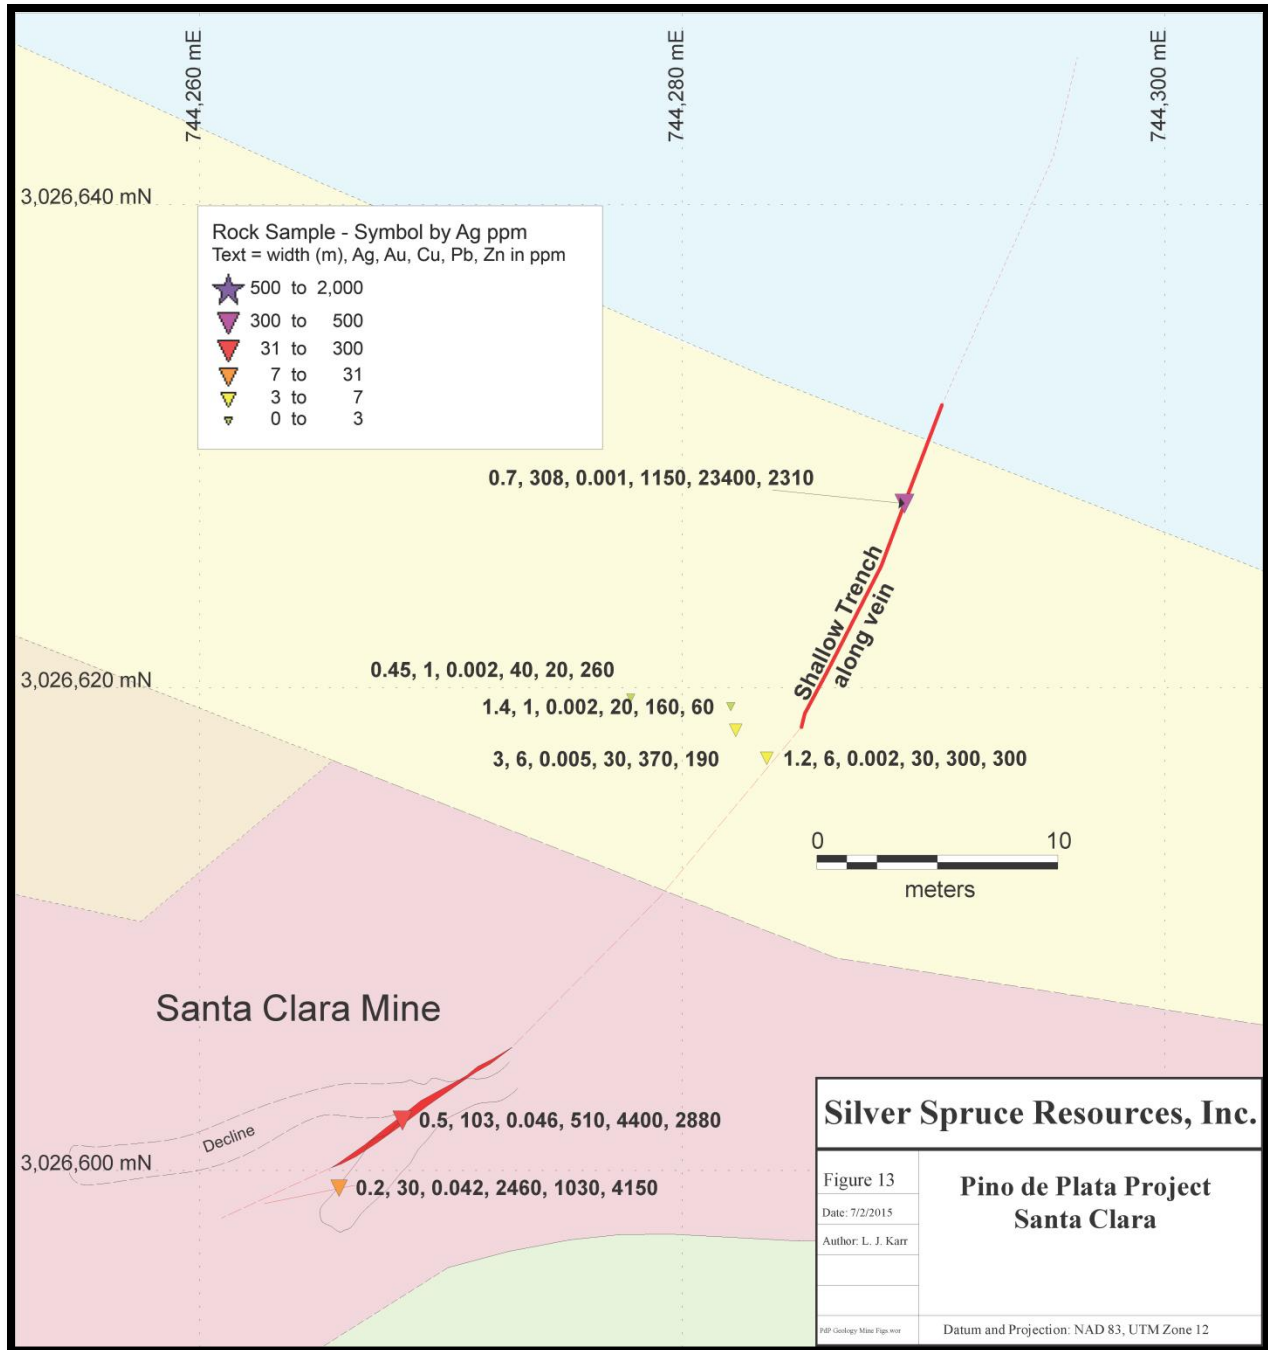 744,260 mE
744,280 mE
744,300 mE
3,026,640 mN
Rock Sample - Symbol by Ag ppm
Text = width (m), Ag, Au, Cu, Pb, Zn in ppm
500 to 2,000
300 to 500
31 to 300
7 to 31
3 to 7
0 to 3
0.7, 308, 0.001, 1150, 23400, 2310
Shallow Trench
along vein
0.45, 1, 0.002, 40, 20, 260
3,026,620 mN
1.4, 1, 0.002, 20, 160, 60
3, 6, 0.005, 30, 370, 190
1.2, 6, 0.002, 30, 300, 300
0 10
meters
Santa Clara Mine
Decline
0.5, 103, 0.046, 510, 4400, 2880
3,026,600 mN
0.2, 30, 0.042, 2460, 1030, 4150
Silver Spruce Resources, Inc.
Figure 13
Date: 7/2/2015
Author: L. J. Karr
Pino de Plata Project
Santa Clara
PdP Geology Mine Figs.wor
Datum and Projection: NAD 83, UTM Zone 12